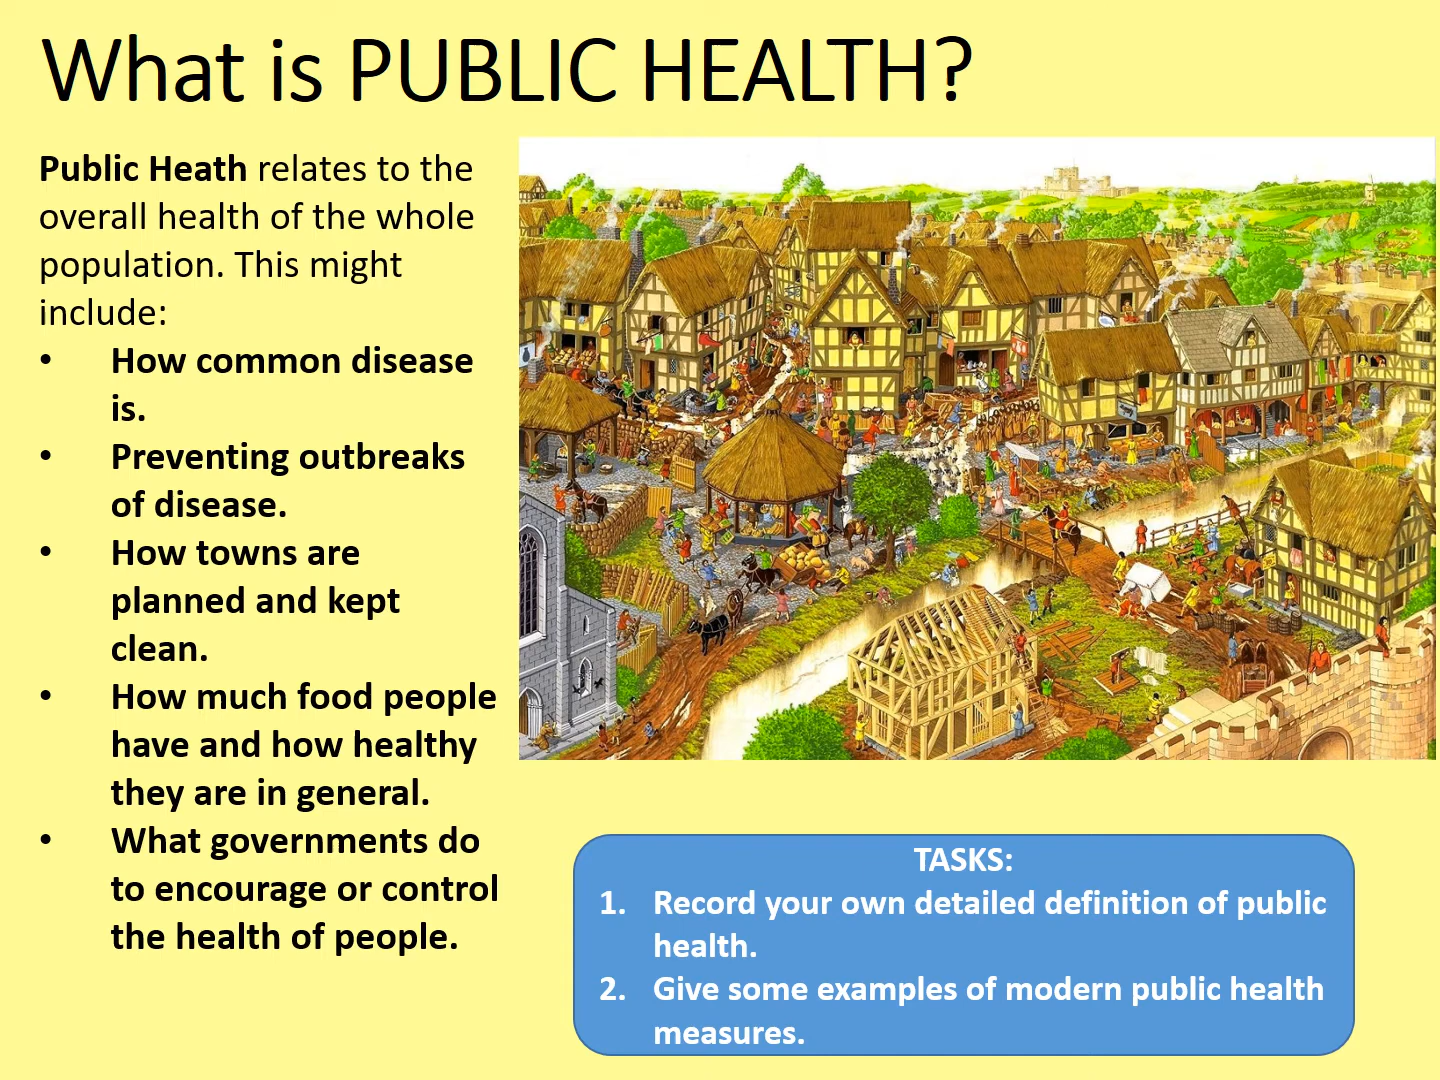 What is PUBLIC HEALTH?
Public Heath relates to the
overall health of the whole
population. This might
include:
• How common disease
is.
• Preventing outbreaks
of disease.
• How towns are
planned and kept
clean.
• How much food people
have and how healthy
they are in general.
• What governments do
to encourage or control
the health of people.
TASKS:
1. Record your own detailed definition of public
health.
2. Give some examples of modern public health
measures.